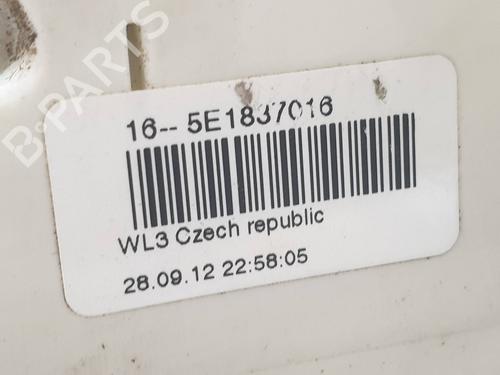 B-PARTS
16-- 5E1837016
WL3 Czech republic
28.09.12 22:58:05